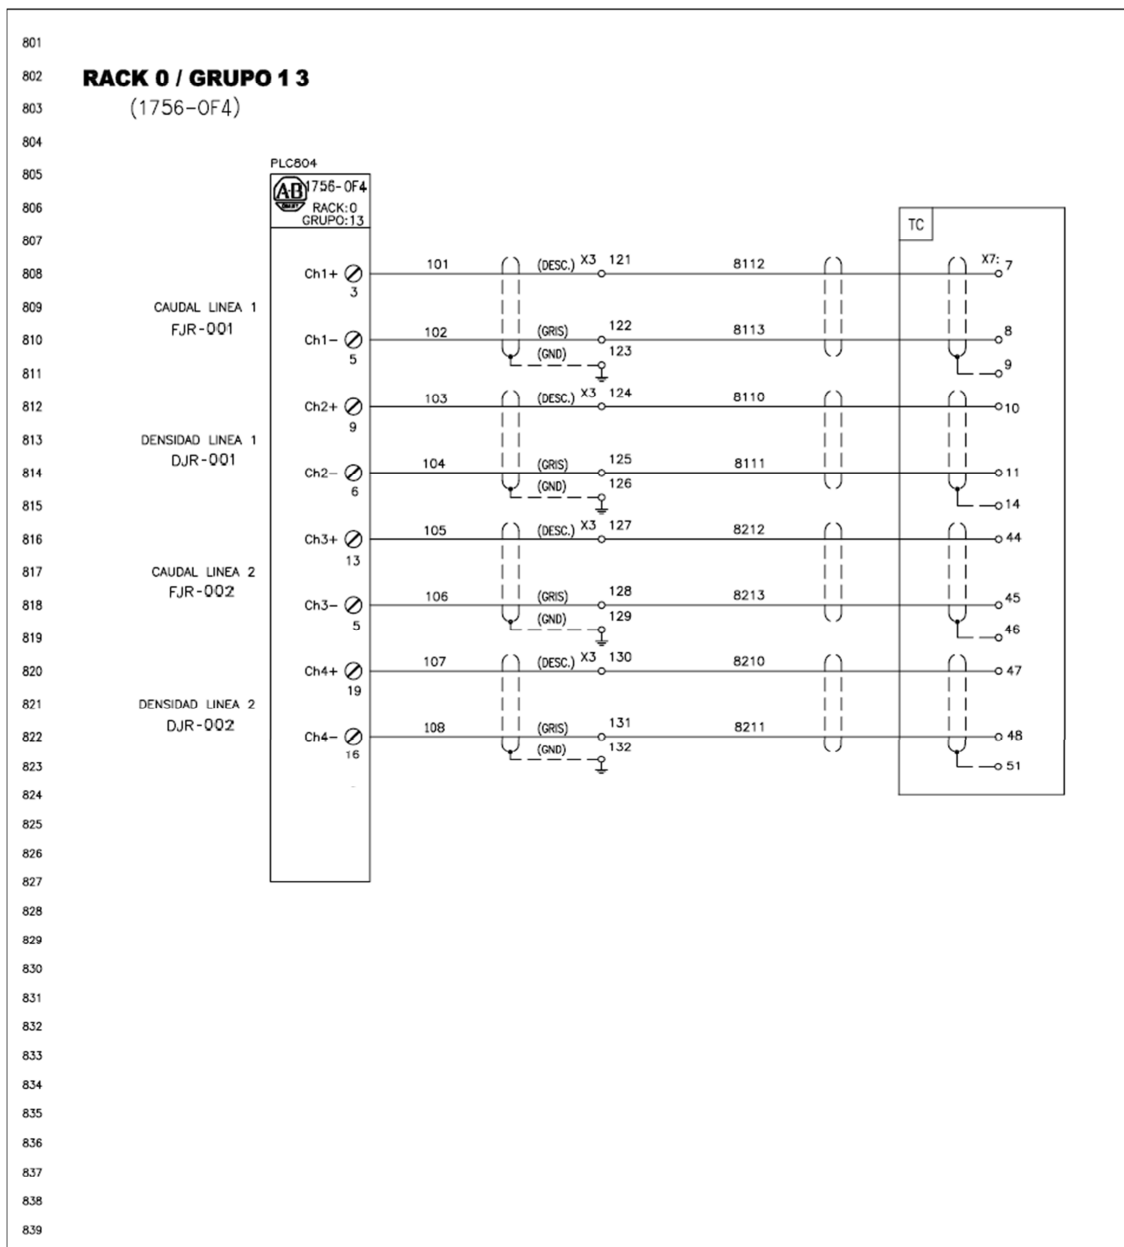 801
802 RACK 0 / GRUPO 1 3
803 (1756-OF4)
804
PLC804
805
1756-OF4
A-B
806 RACK:0
GRUPO:13
TC
807
X7: 7
Ch1+ 101 (DESC.) X3 121 8112
808
3
809 CAUDAL LINEA 1
FJR-001
810 Ch1- 102 (GRIS) 122 8113 8
5 (GND) 123 9
811
812 Ch2+ 103 (DESC.) X3 124 8110 10
9
813 DENSIDAD LINEA 1
DJR-001
814 Ch2- 104 (GRIS) 125 8111 11
6 (GND) 126
815 14
816 Ch3+ 105 (DESC.) X3 127 8212 44
13
817 CAUDAL LINEA 2
FJR-002
818 Ch3- 106 (GRIS) 128 8213 45
5 (GND) 129
819 46
820 Ch4+ 107 (DESC.) X3 130 8210 47
19
821 DENSIDAD LINEA 2
DJR-002
822 Ch4- 108 (GRIS) 131 8211 48
16 (GND) 132
823 51
824
825
826
827
828
829
830
831
832
833
834
835
836
837
838
839